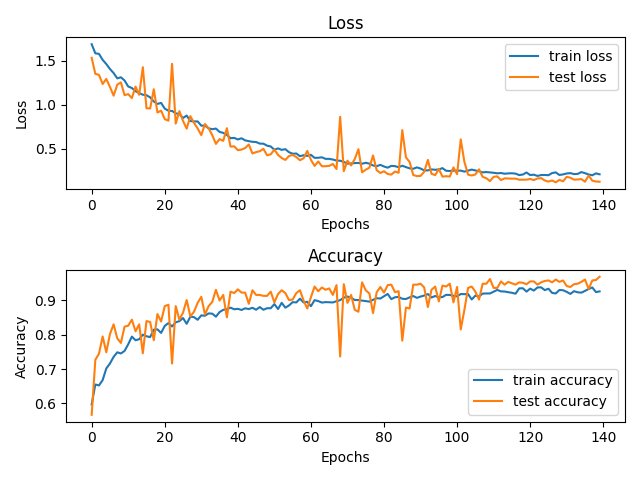 Loss
1.5
1.0
0.5
Loss
train loss
test loss
0 20 40 60 80 100 120 140
Epochs
Accuracy
0.9
0.8
0.7
0.6
Accuracy
train accuracy
test accuracy
0 20 40 60 80 100 120 140
Epochs